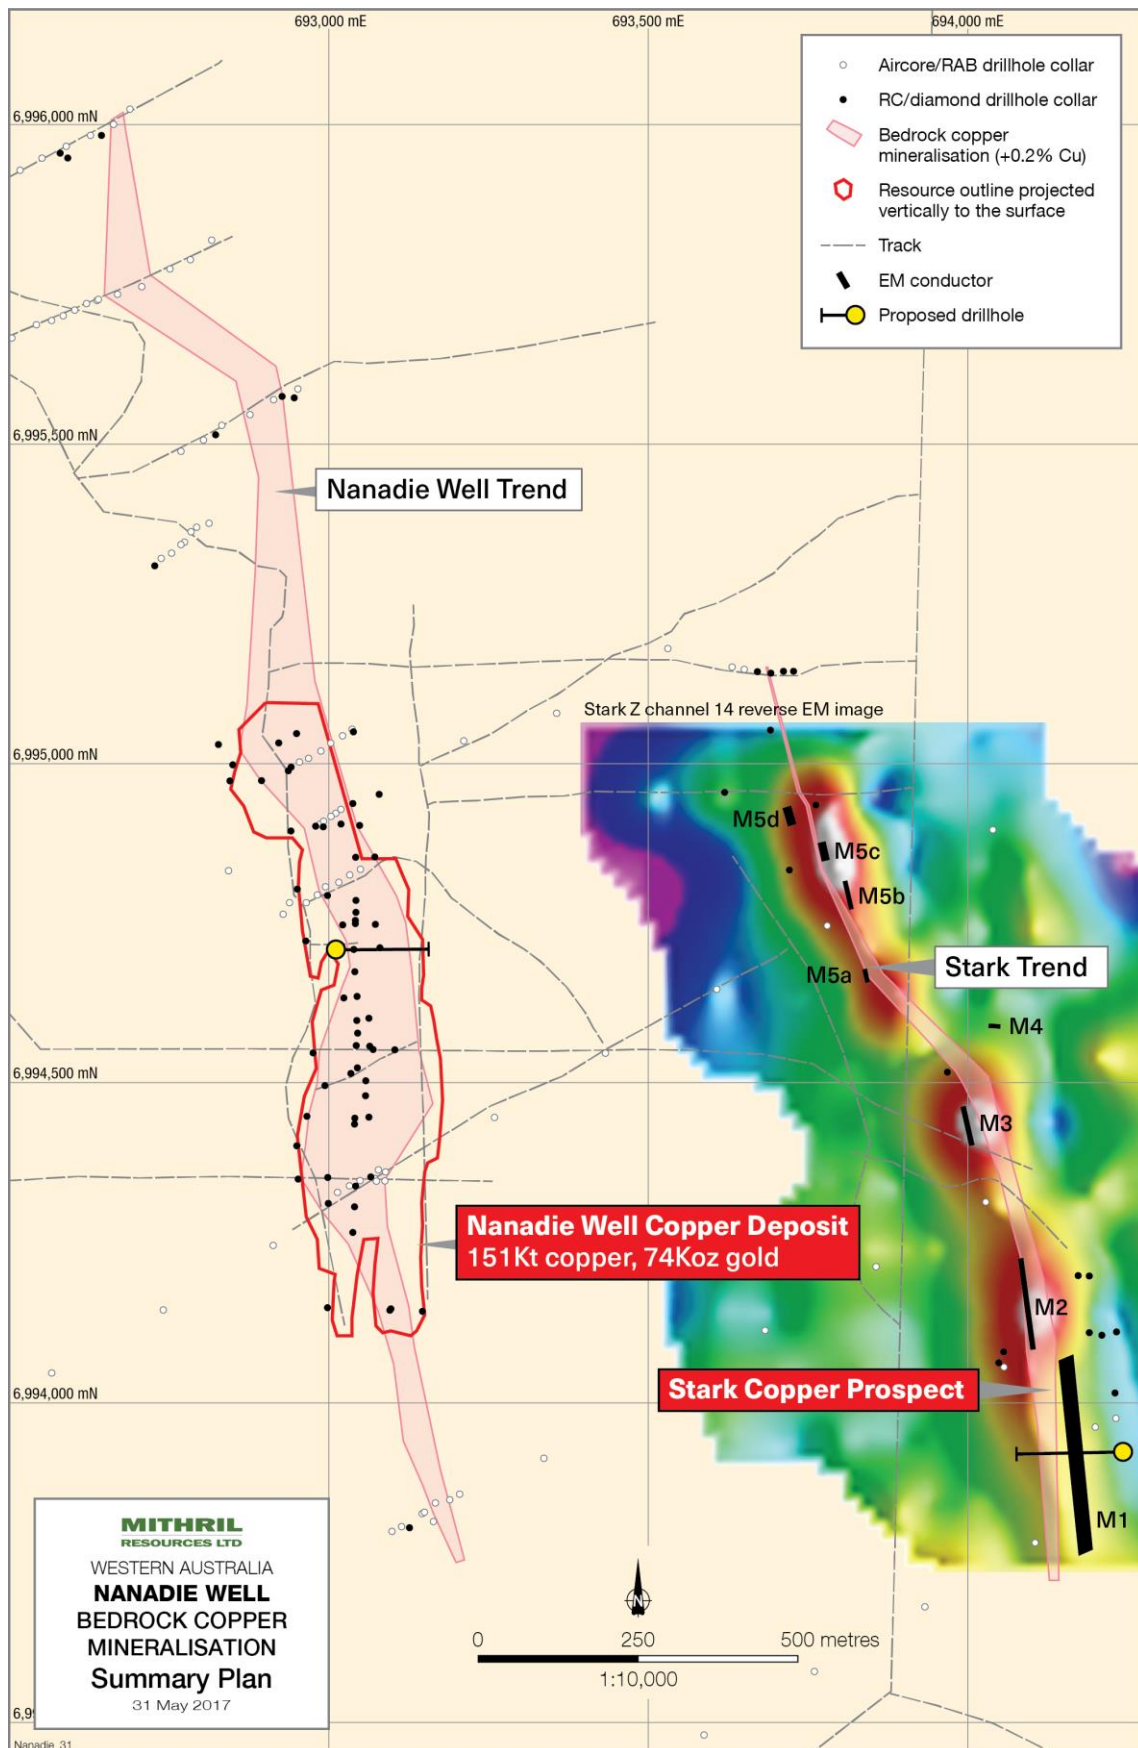 693,000 mE
693,500 mE
694,000 mE
Aircore/RAB drillhole collar
RC/diamond drillhole collar
Bedrock copper
mineralisation (+0.2% Cu)
Resource outline projected
vertically to the surface
Track
EM conductor
Proposed drillhole
6,996,000 mN
6,995,500 mN
Nanadie Well Trend
Stark Z channel 14 reverse EM image
6,995,000 mN
M5d
M5c
M5b
Stark Trend
M5a
M4
6,994,500 mN
M3
Nanadie Well Copper Deposit
151Kt copper, 74Koz gold
M2
Stark Copper Prospect
6,994,000 mN
M1
MITHRIL
RESOURCES LTD
WESTERN AUSTRALIA
NANADIE WELL
BEDROCK COPPER
MINERALISATION
Summary Plan
31 May 2017
N
0 250 500 metres
1:10,000
Nanadie_31